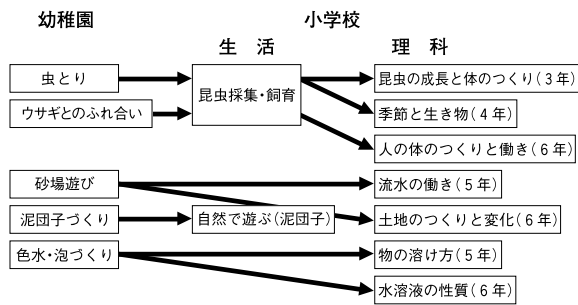 幼稚園
小学校
生 活
理 科
虫とり
昆虫採集・飼育
昆虫の成長と体のつくり(3年)
ウサギとのふれ合い
季節と生き物(4年)
人の体のつくりと働き(6年)
砂場遊び
流水の働き(5年)
泥団子づくり
自然で遊ぶ(泥団子)
土地のつくりと変化(6年)
色水・泡づくり
物の溶け方(5年)
水溶液の性質(6年)